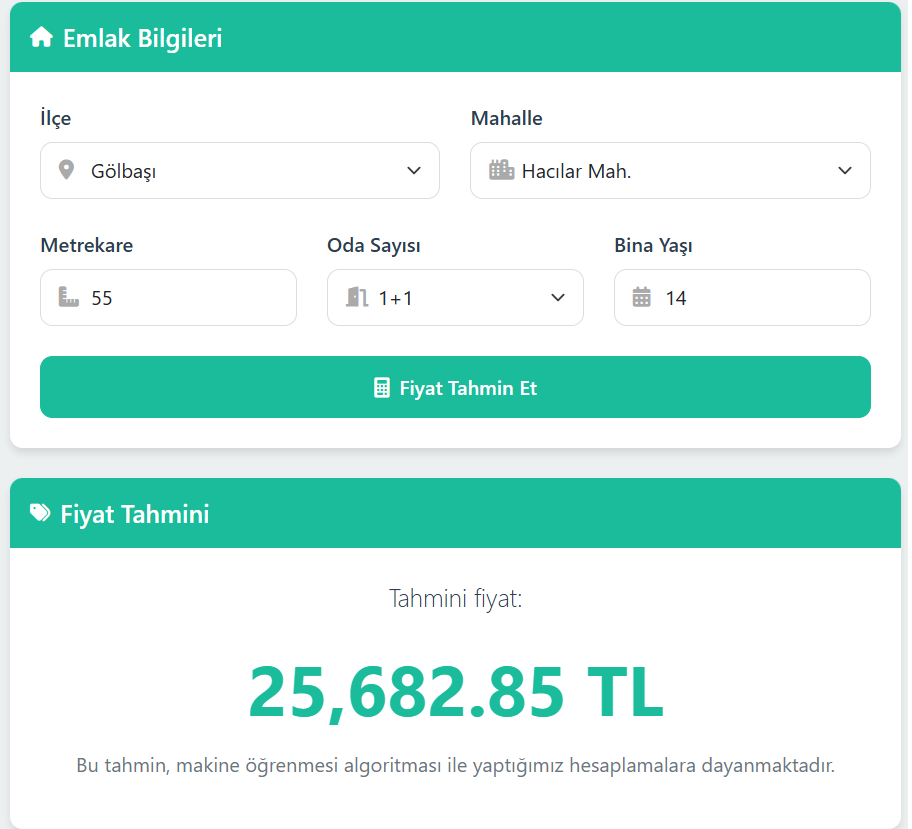 Emlak Bilgileri
İlçe
Mahalle
Gölbaşı
Hacılar Mah.
Metrekare
Oda Sayısı
Bina Yaşı
55
1+1
14
Fiyat Tahmin Et
Fiyat Tahmini
Tahmini fiyat:
25,682.85 TL
Bu tahmin, makine öğrenmesi algoritması ile yaptığımız hesaplamalara dayanmaktadır.